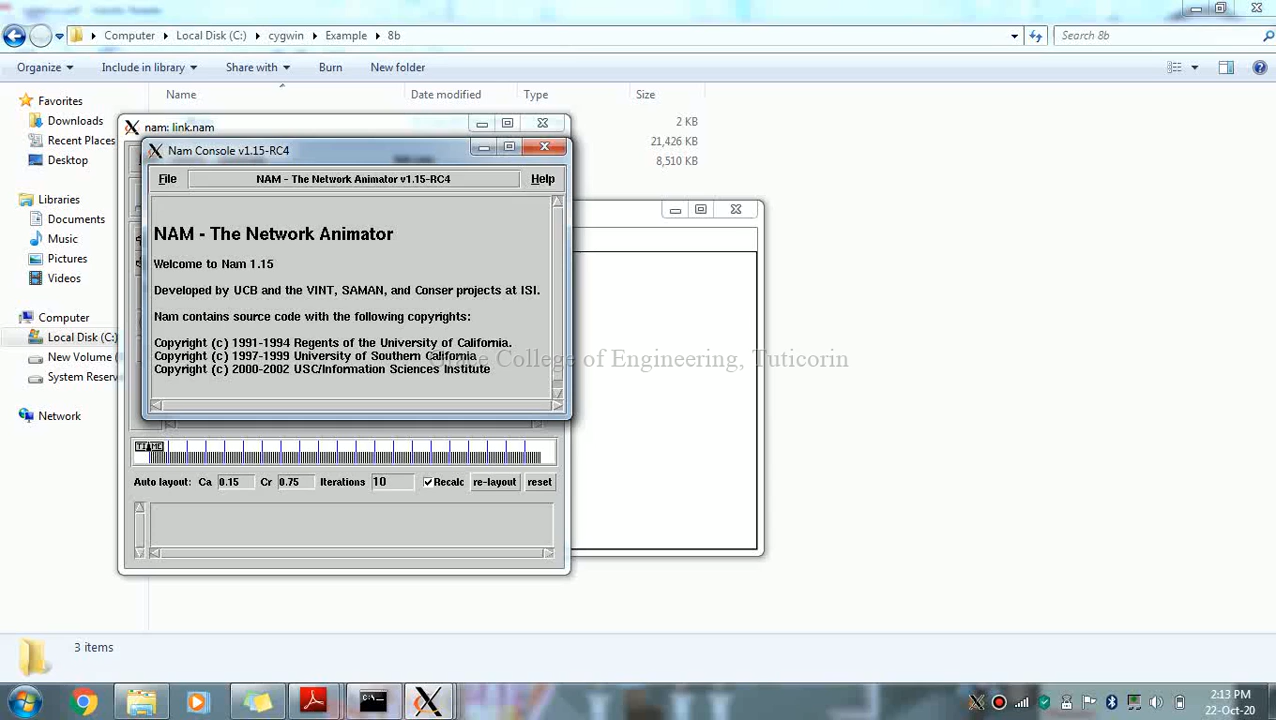 Computer Local Disk (C:) cygwin Example 8b
Search 8b
Organize Include in library Share with Burn New folder
Name Date modified Type Size
Favorites
Downloads
Recent Places
Desktop
Libraries
Documents
Music
Pictures
Videos
Computer
Local Disk (C:)
New Volume (
System Reserv
Network
2 KB
21,426 KB
8,510 KB
nam: link.nam
Nam Console v1.15-RC4
File NAM - The Network Animator v1.15-RC4 Help
NAM - The Network Animator
Welcome to Nam 1.15
Developed by UCB and the VINT, SAMAN, and Conser projects at ISI.
Nam contains source code with the following copyrights:
Copyright (c) 1991-1994 Regents of the University of California.
Copyright (c) 1997-1999 University of Southern California
Copyright (c) 2000-2002 USC/Information Sciences Institute
College of Engineering, Tuticorin
TIME
Auto layout: Ca 0.15 Cr 0.75 Iterations 10 Recalc re-layout reset
3 items
2:13 PM
22-Oct-20